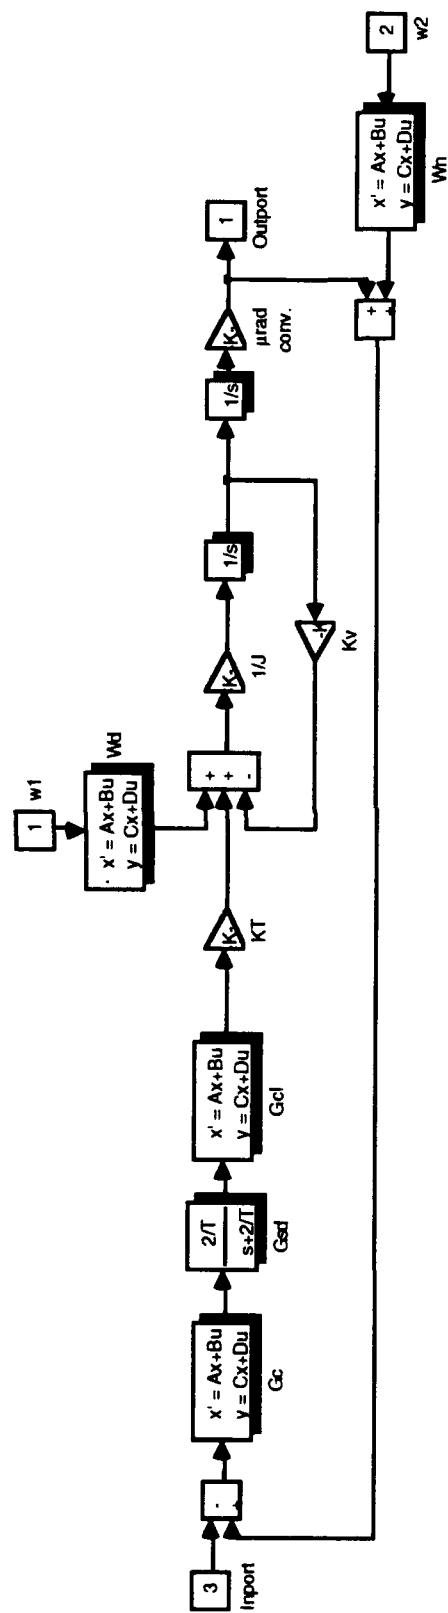 3
Inport
-
x' = Ax+Bu
y = Cx+Du
Gc
2/T
s+2/T
Gsd
x' = Ax+Bu
y = Cx+Du
Gcl
K
KT
1
w1
x' = Ax+Bu
y = Cx+Du
Wd
+
+
-
K
1/J
1/s
-K
Kv
1/s
K
µrad
conv.
1
Outport
2
w2
x' = Ax+Bu
y = Cx+Du
Wn
+
+